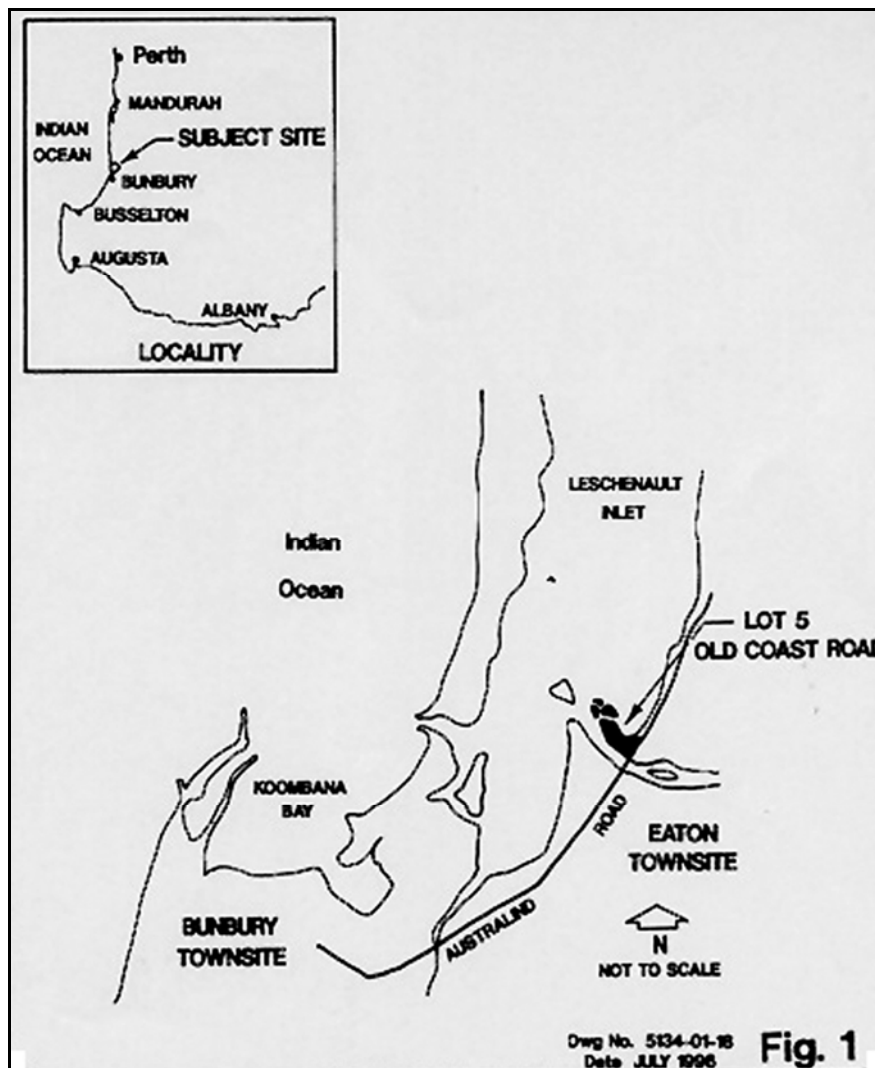 Perth
MANDURAH
INDIAN
OCEAN
SUBJECT SITE
BUNBURY
BUSSELTON
AUGUSTA
ALBANY
LOCALITY
LESCHENAULT
INLET
Indian
Ocean
LOT 5
OLD COAST ROAD
KOOMBANA
BAY
ROAD
EATON
TOWNSITE
AUSTRALIND
BUNBURY
TOWNSITE
N
NOT TO SCALE
Dwg No. 5134-01-18
Date JULY 1996
Fig. 1